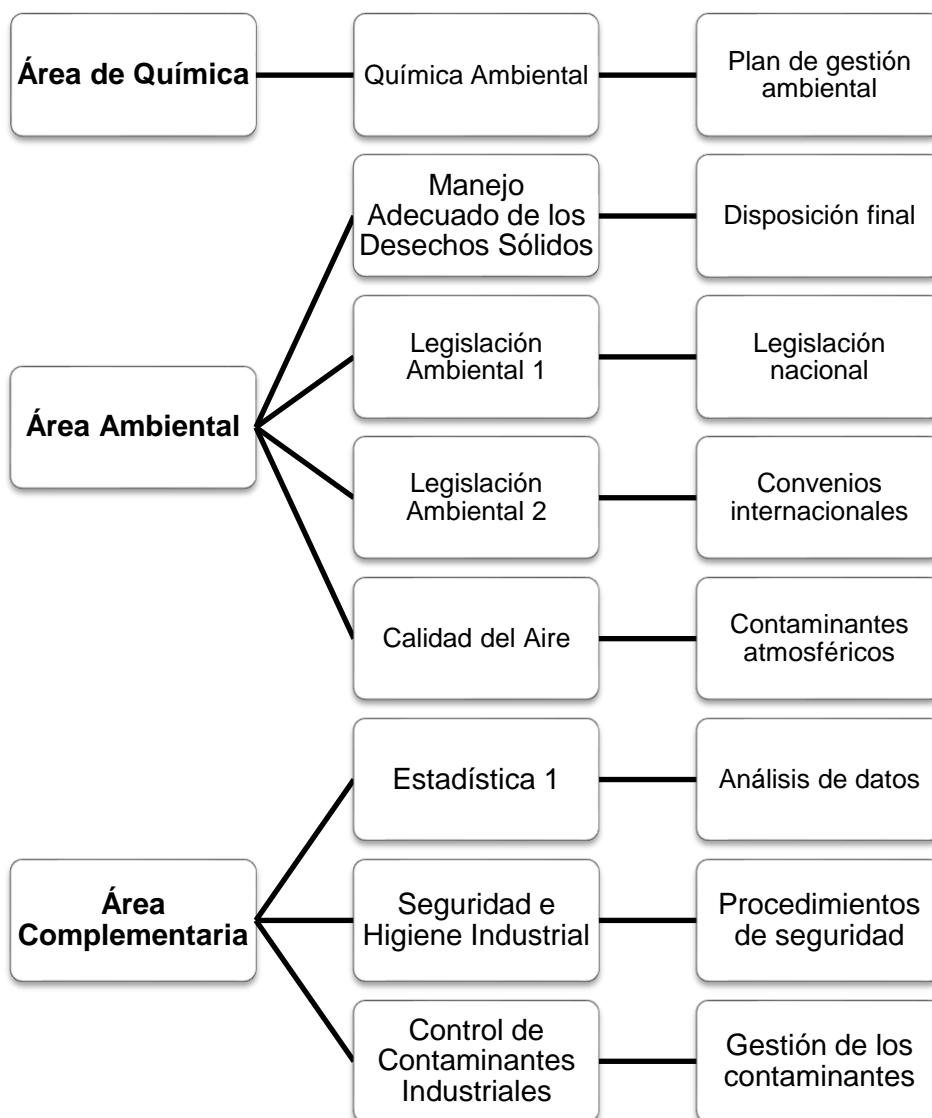 Área de Química
Química Ambiental
Plan de gestión
ambiental
Manejo
Adecuado de los
Desechos Sólidos
Disposición final
Área Ambiental
Legislación
Ambiental 1
Legislación
nacional
Legislación
Ambiental 2
Convenios
internacionales
Calidad del Aire
Contaminantes
atmosféricos
Área
Complementaria
Estadística 1
Análisis de datos
Seguridad e
Higiene Industrial
Procedimientos
de seguridad
Control de
Contaminantes
Industriales
Gestión de los
contaminantes